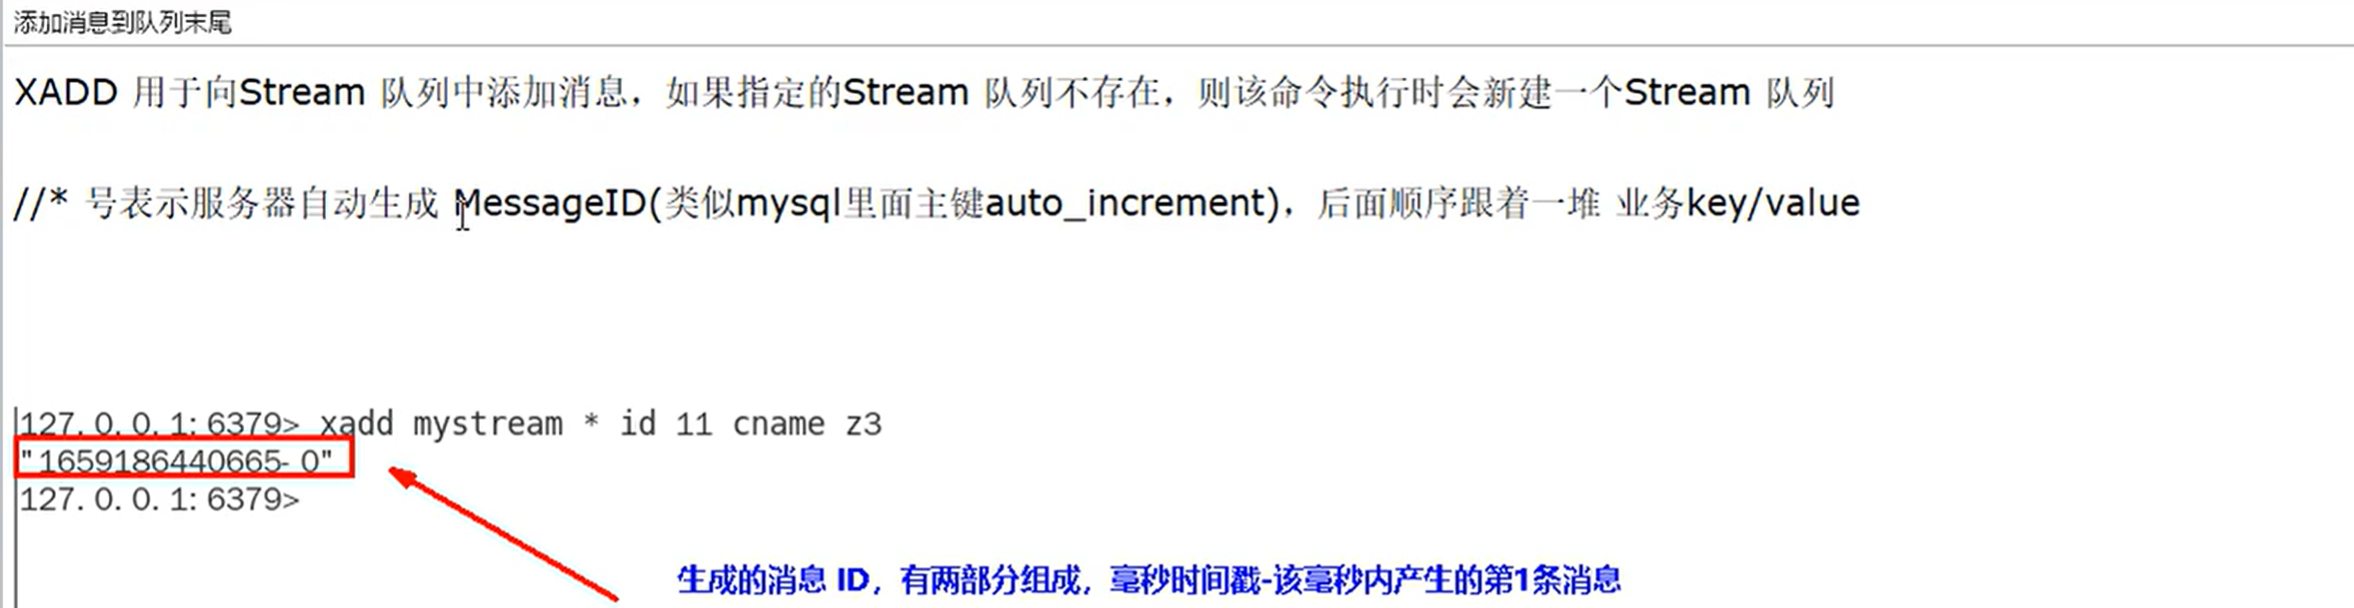 添加消息到队列末尾
XADD 用于向Stream 队列中添加消息，如果指定的Stream 队列不存在，则该命令执行时会新建一个Stream 队列
//* 号表示服务器自动生成 MessageID(类似mysql里面主键auto_increment)，后面顺序跟着一堆 业务key/value
127.0.0.1:6379> xadd mystream * id 11 cname z3
"1659186440665-0"
127.0.0.1:6379>
生成的消息 ID，有两部分组成，毫秒时间戳-该毫秒内产生的第1条消息